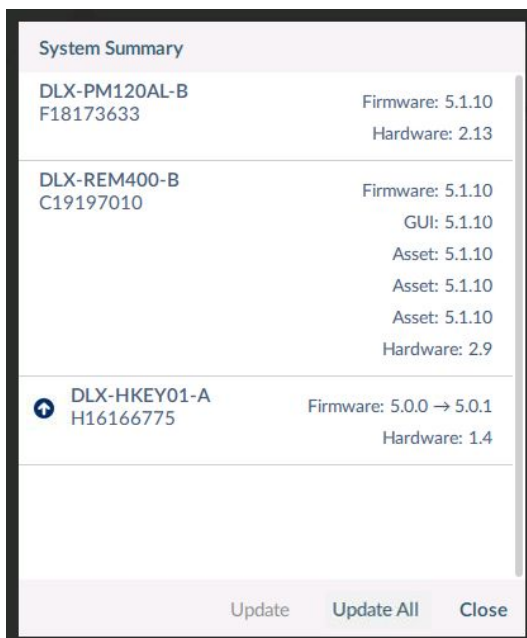 System Summary
DLX-PM120AL-B
F18173633
Firmware: 5.1.10
Hardware: 2.13
DLX-REM400-B
C19197010
Firmware: 5.1.10
GUI: 5.1.10
Asset: 5.1.10
Asset: 5.1.10
Asset: 5.1.10
Hardware: 2.9
DLX-HKEY01-A
H16166775
Firmware: 5.0.0 → 5.0.1
Hardware: 1.4
Update Update All Close